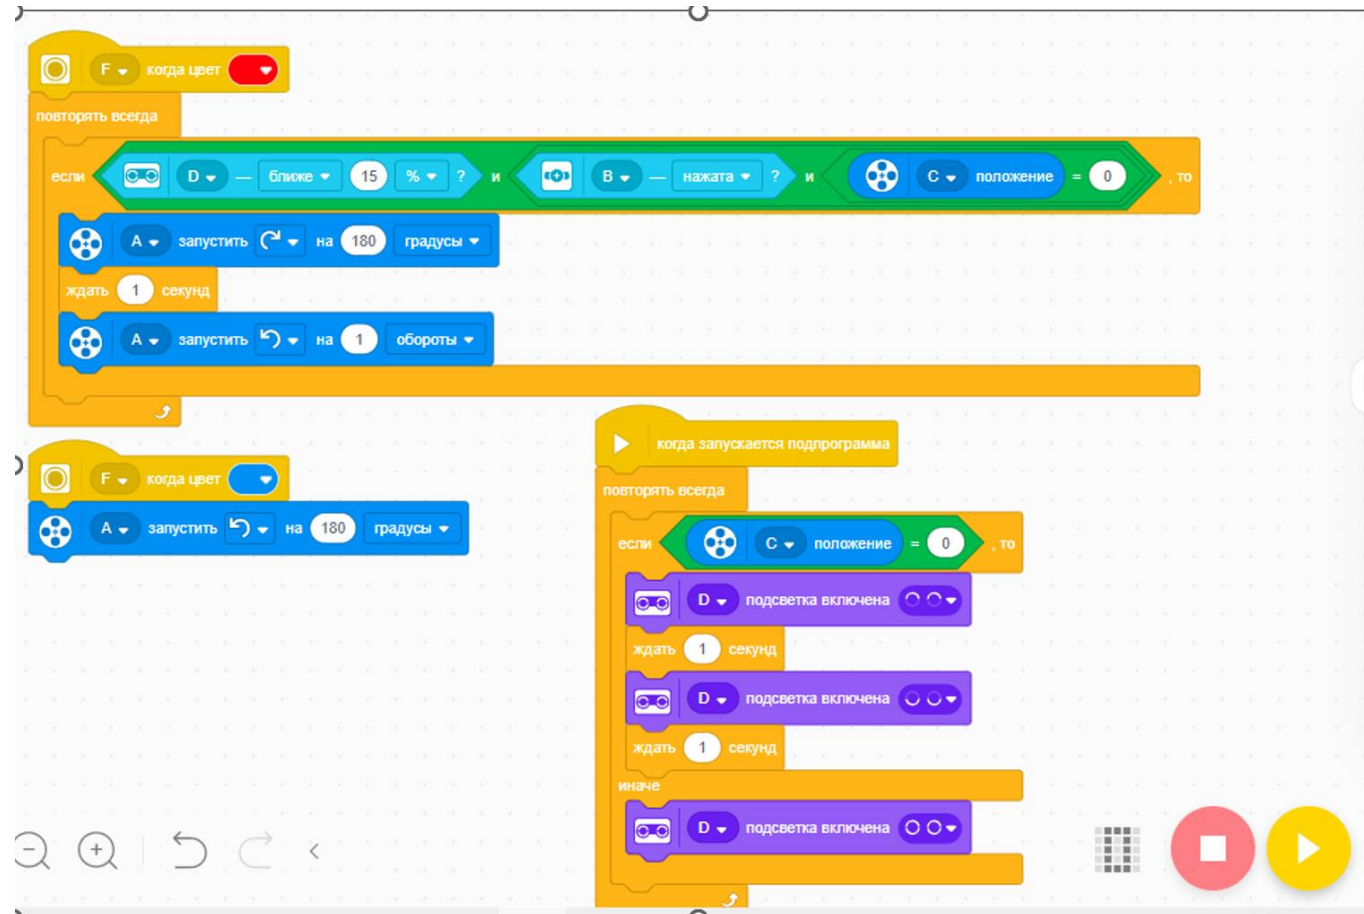 F когда цвет
повторять всегда
если D — ближе 15 % ? и B — нажата ? и C положение = 0 , то
A запустить на 180 градусы
ждать 1 секунд
A запустить на 1 обороты
F когда цвет
A запустить на 180 градусы
когда запускается подпрограмма
повторять всегда
если C положение = 0 , то
D подсветка включена
ждать 1 секунд
D подсветка включена
ждать 1 секунд
иначе
D подсветка включена